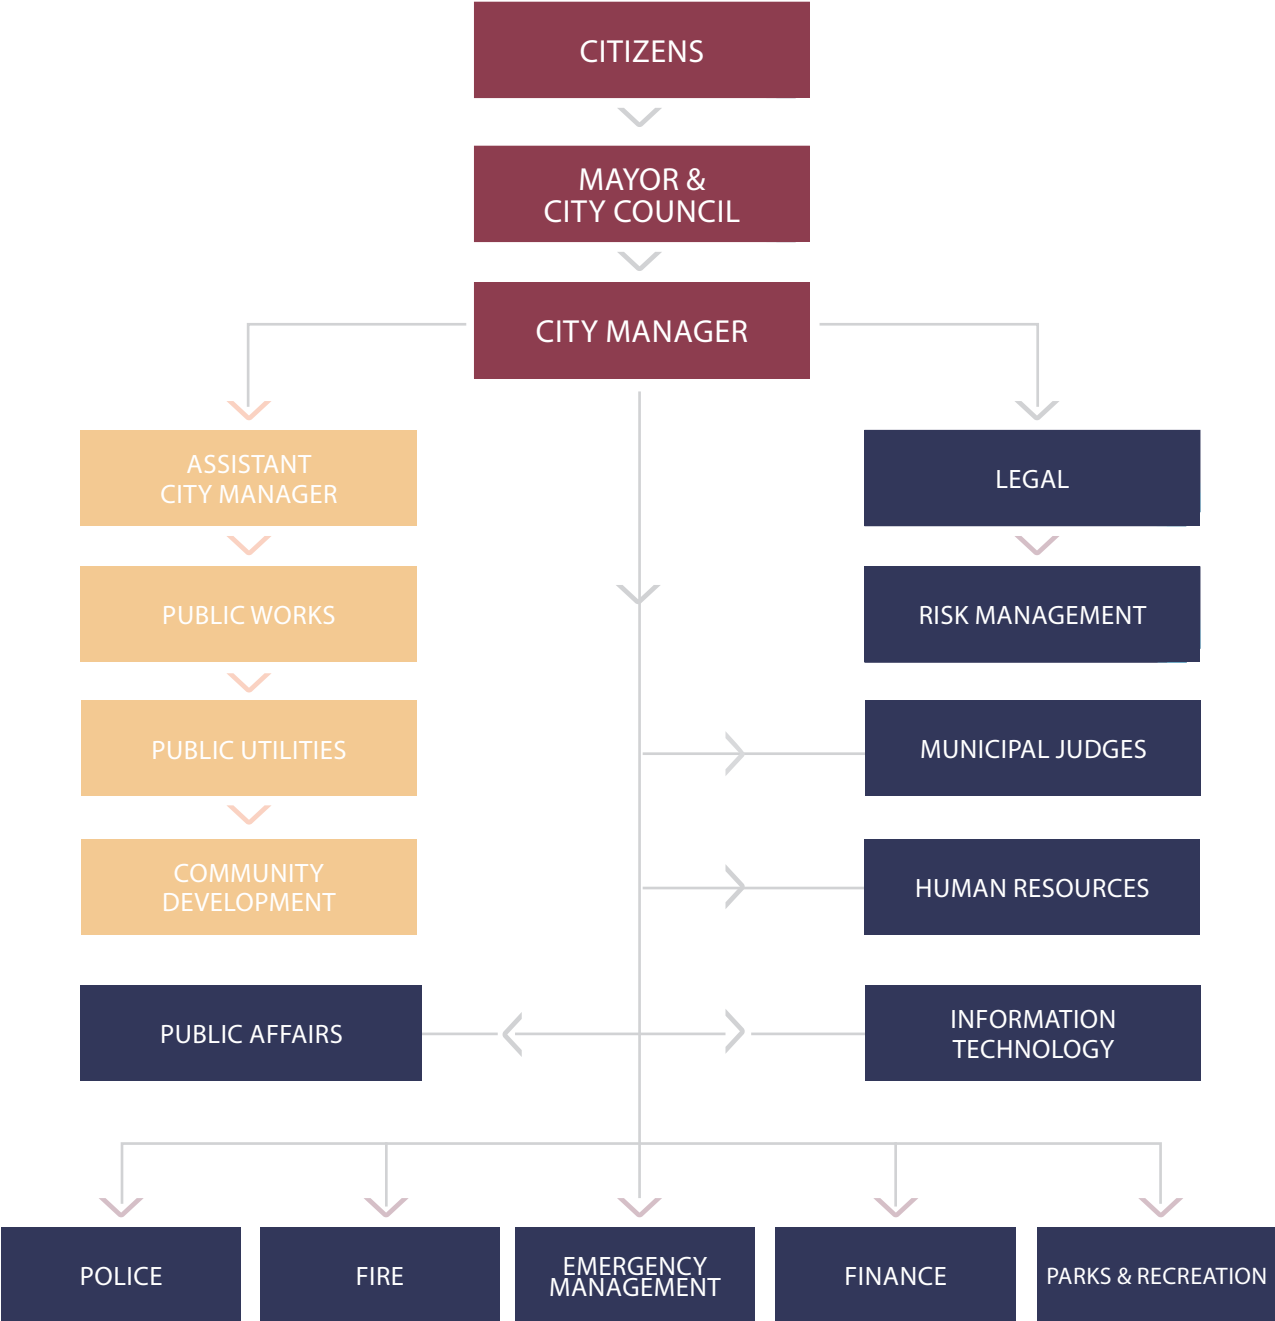 CITIZENS
MAYOR &
CITY COUNCIL
CITY MANAGER
ASSISTANT
CITY MANAGER
LEGAL
PUBLIC WORKS
RISK MANAGEMENT
PUBLIC UTILITIES
MUNICIPAL JUDGES
COMMUNITY
DEVELOPMENT
HUMAN RESOURCES
PUBLIC AFFAIRS
INFORMATION
TECHNOLOGY
POLICE
FIRE
EMERGENCY
MANAGEMENT
FINANCE
PARKS & RECREATION